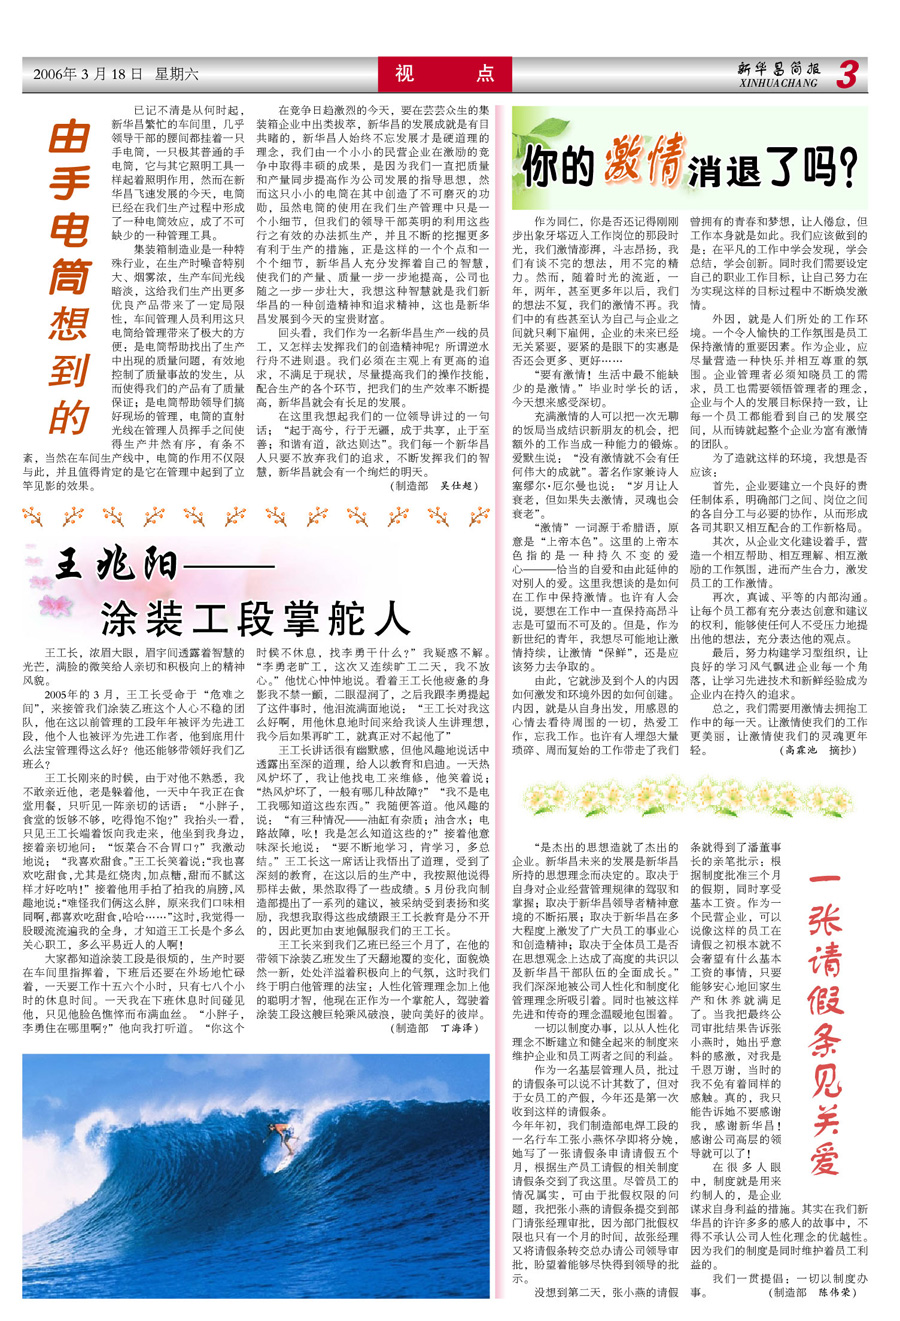 2006年 3 月 18 日 星期六
视 点
新华昌简报
XINHUACHANG
3
由手电筒想到的
已记不清是从何时起，
新华昌繁忙的车间里，几乎
领导干部的腰间都挂着一只
手电筒，一只极其普通的手
电筒，它与其它照明工具一
样起着照明作用，然而在新
华昌飞速发展的今天，电筒
已经在我们生产过程中形成
了一种电筒效应，成了不可
缺少的一种管理工具。
集装箱制造业是一种特
殊行业，在生产时噪音特别
大、烟雾浓，生产车间光线
暗淡，这给我们生产出更多
优良产品带来了一定局限
性，车间管理人员利用这只
电筒给管理带来了极大的方
便；是电筒帮助找出了生产
中出现的质量问题，有效地
控制了质量事故的发生，从
而使得我们的产品有了质量
保证；是电筒帮助领导们搞
好现场的管理，电筒的直射
光线在管理人员挥手之间使
得生产井然有序，有条不
紊，当然在车间生产线中，电筒的作用不仅限
与此，并且值得肯定的是它在管理中起到了立
竿见影的效果。
在竞争日趋激烈的今天，要在芸芸众生的集
装箱企业中出类拔萃，新华昌的发展成就是有目
共睹的，新华昌人始终不忘发展才是硬道理的
理念，我们由一个小小的民营企业在激励的竞
争中取得丰硕的成果，是因为我们一直把质量
和产量同步提高作为公司发展的指导思想，然
而这只小小的电筒在其中创造了不可磨灭的功
勋，虽然电筒的使用在我们生产管理中只是一
个小细节，但我们的领导干部英明的利用这些
行之有效的办法抓生产，并且不断的挖掘更多
有利于生产的措施，正是这样的一个个点和一
个个细节，新华昌人充分发挥着自己的智慧，
使我们的产量、质量一步一步地提高，公司也
随之一步一步壮大，我想这种智慧就是我们新
华昌的一种创造精神和追求精神，这也是新华
昌发展到今天的宝贵财富。
回头看，我们作为一名新华昌生产一线的员
工，又怎样去发挥我们的创造精神呢？所谓逆水
行舟不进则退。我们必须在主观上有更高的追
求，不满足于现状，尽量提高我们的操作技能，
配合生产的各个环节，把我们的生产效率不断提
高，新华昌就会有长足的发展。
在这里我想起我们的一位领导讲过的一句
话；“起于高兮，行于无疆，成于共享，止于至
善；和谐有道，欲达则达”。我们每一个新华昌
人只要不放弃我们的追求，不断发挥我们的智
慧，新华昌就会有一个绚烂的明天。
(制造部 吴仕超)
王兆阳——
涂装工段掌舵人
王工长，浓眉大眼，眉宇间透露着智慧的
光芒，满脸的微笑给人亲切和积极向上的精神
风貌。
2005年的 3 月，王工长受命于“危难之
间”，来接管我们涂装乙班这个人心不稳的团
队，他在这以前管理的工段年年被评为先进工
段，他个人也被评为先进工作者，他到底用什
么法宝管理得这么好？他还能够带领好我们乙
班么？
王工长刚来的时候，由于对他不熟悉，我
不敢亲近他，老是躲着他，一天中午我正在食
堂用餐，只听见一阵亲切的话语；“小胖子，
食堂的饭够不够，吃得饱不饱？”我抬头一看，
只见王工长端着饭向我走来，他坐到我身边，
接着亲切地问；“饭菜合不合胃口？”我激动
地说；“我喜欢甜食。”王工长笑着说：“我也喜
欢吃甜食，尤其是红烧肉，加点糖，甜而不腻这
样才好吃呐！”接着他用手拍了拍我的肩膀，风
趣地说：“难怪我们俩这么胖，原来我们口味相
同啊，都喜欢吃甜食，哈哈……”这时，我觉得一
股暖流流遍我的全身，才知道王工长是个多么
关心职工，多么平易近人的人啊！
大家都知道涂装工段是很烦的，生产时要
在车间里指挥着，下班后还要在外场地忙碌
着，一天要工作十五六个小时，只有七八个小
时的休息时间。一天我在下班休息时间碰见
他，只见他脸色憔悴而布满血丝。“小胖子，
李勇住在哪里啊？”他向我打听道。“你这个
时候不休息，找李勇干什么？”我疑惑不解。
“李勇老旷工，这次又连续旷工二天，我不放
心。”他忧心忡忡地说。看着王工长他疲惫的身
影我不禁一颤，二眼湿润了，之后我跟李勇提起
了这件事时，他泪流满面地说；“王工长对我这
么好啊，用他休息地时间来给我谈人生讲理想，
我今后如果再旷工，就真正对不起他了”
王工长讲话很有幽默感，但他风趣地说话中
透露出至深的道理，给人以教育和启迪。一天热
风炉坏了，我让他找电工来维修，他笑着说；
“热风炉坏了，一般有哪几种故障？”“我不是电
工我哪知道这些东西。”我随便答道。他风趣的
说；“有三种情况——油缸有杂质；油含水；电
路故障，吆！我是怎么知道这些的？”接着他意
味深长地说；“要不断地学习，肯学习，多总
结。”王工长这一席话让我悟出了道理，受到了
深刻的教育，在这以后的生产中，我按照他说得
那样去做，果然取得了一些成绩。5 月份我向制
造部提出了一系列的建议，被采纳受到表扬和奖
励，我想我取得这些成绩跟王工长教育是分不开
的，因此更加由衷地佩服我们的王工长。
王工长来到我们乙班已经三个月了，在他的
带领下涂装乙班发生了天翻地覆的变化，面貌焕
然一新，处处洋溢着积极向上的气氛，这时我们
终于明白他管理的法宝；人性化管理理念加上他
的聪明才智，他现在正作为一个掌舵人，驾驶着
涂装工段这艘巨轮乘风破浪，驶向美好的彼岸。
(制造部 丁海泽)
你的激情消退了吗？
作为同仁，你是否还记得刚刚
步出象牙塔迈入工作岗位的那段时
光，我们激情澎湃，斗志昂扬，我
们有谈不完的想法，用不完的精
力。然而，随着时光的流逝，一
年，两年，甚至更多年以后，我们
的想法不复，我们的激情不再。我
们中的有些甚至认为自己与企业之
间就只剩下雇佣，企业的未来已经
无关紧要，要紧的是眼下的实惠是
否还会更多、更好……
“要有激情！生活中最不能缺
少的是激情。”毕业时学长的话，
今天想来感受深切。
充满激情的人可以把一次无聊
的饭局当成结识新朋友的机会，把
额外的工作当成一种能力的锻炼。
爱默生说：“没有激情就不会有任
何伟大的成就”。著名作家兼诗人
塞缪尔·厄尔曼也说：“岁月让人
衰老，但如果失去激情，灵魂也会
衰老”。
“激情”一词源于希腊语，原
意是“上帝本色”。这里的上帝本
色指的是一种持久不变的爱
心———恰当的自爱和由此延伸的
对别人的爱。这里我想谈的是如何
在工作中保持激情。也许有人会
说，要想在工作中一直保持高昂斗
志是可望而不可及的。但是，作为
新世纪的青年，我想尽可能地让激
情持续，让激情“保鲜”，还是应
该努力去争取的。
由此，它就涉及到个人的内因
如何激发和环境外因的如何创建。
内因，就是从自身出发，用感恩的
心情去看待周围的一切，热爱工
作，忘我工作。也许有人埋怨大量
琐碎、周而复始的工作带走了我们
曾拥有的青春和梦想，让人倦怠，但
工作本身就是如此。我们应该做到的
是：在平凡的工作中学会发现，学会
总结，学会创新。同时我们需要设定
自己的职业工作目标，让自己努力在
为实现这样的目标过程中不断焕发激
情。
外因，就是人们所处的工作环
境。一个令人愉快的工作氛围是员工
保持激情的重要因素。作为企业，应
尽量营造一种快乐并相互尊重的氛
围。企业管理者必须知晓员工的需
求，员工也需要领悟管理者的理念，
企业与个人的发展目标保持一致，让
每一个员工都能看到自己的发展空
间，从而铸就起整个企业为富有激情
的团队。
为了造就这样的环境，我想是否
应该：
首先，企业要建立一个良好的责
任制体系，明确部门之间、岗位之间
的各自分工与必要的协作，从而形成
各司其职又相互配合的工作新格局。
其次，从企业文化建设着手，营
造一个相互帮助、相互理解、相互激
励的工作氛围，进而产生合力，激发
员工的工作激情。
再次，真诚、平等的内部沟通。
让每个员工都有充分表达创意和建议
的权利，能够使任何人不受压力地提
出他的想法，充分表达他的观点。
最后，努力构建学习型组织，让
良好的学习风气飘进企业每一个角
落，让学习先进技术和新鲜经验成为
企业内在持久的追求。
总之，我们需要用激情去拥抱工
作中的每一天。让激情使我们的工作
更美丽，让激情使我们的灵魂更年
轻。 (高霖池 摘抄)
一张请假条见关爱
“是杰出的思想造就了杰出的
企业。新华昌未来的发展是新华昌
所持的思想理念而决定的。取决于
自身对企业经营管理规律的驾驭和
掌握；取决于新华昌领导者精神意
境的不断拓展；取决于新华昌在多
大程度上激发了广大员工的事业心
和创造精神；取决于全体员工是否
在思想观念上达成了高度的共识以
及新华昌干部队伍的全面成长。”
我们深深地被公司人性化和制度化
管理理念所吸引着。同时也被这样
先进和传奇的理念温暖地包围着。
一切以制度办事，以从人性化
理念不断建立和健全起来的制度来
维护企业和员工两者之间的利益。
作为一名基层管理人员，批过
的请假条可以说不计其数了，但对
于女员工的产假，今年还是第一次
收到这样的请假条。
今年年初，我们制造部电焊工段的
一名行车工张小燕怀孕即将分娩，
她写了一张请假条申请请假五个
月，根据生产员工请假的相关制度
请假条交到了我这里。尽管员工的
情况属实，可由于批假权限的问
题，我把张小燕的请假条提交到部
门请张经理审批，因为部门批假权
限也只有一个月的时间，故张经理
又将请假条转交总办请公司领导审
批，盼望着能够尽快得到领导的批
示。
没想到第二天，张小燕的请假
条就得到了潘董事
长的亲笔批示：根
据制度批准三个月
的假期，同时享受
基本工资。作为一
个民营企业，可以
说像这样的员工在
请假之初根本就不
会奢望有什么基本
工资的事情，只要
能够安心地回家生
产和休养就满足
了。当我把最终公
司审批结果告诉张
小燕时，她出乎意
料的感激，对我是
千恩万谢，当时的
我不免有着同样的
感触。真的，我只
能告诉她不要感谢
我，感谢新华昌！
感谢公司高层的领
导就可以了！
在很多人眼
中，制度就是用来
约制人的，是企业
谋求自身利益的措施。其实在我们新
华昌的许许多多的感人的故事中，不
得不承认公司人性化理念的优越性。
因为我们的制度是同时维护着员工利
益的。
我们一贯提倡；一切以制度办
事。 (制造部 陈伟荣)